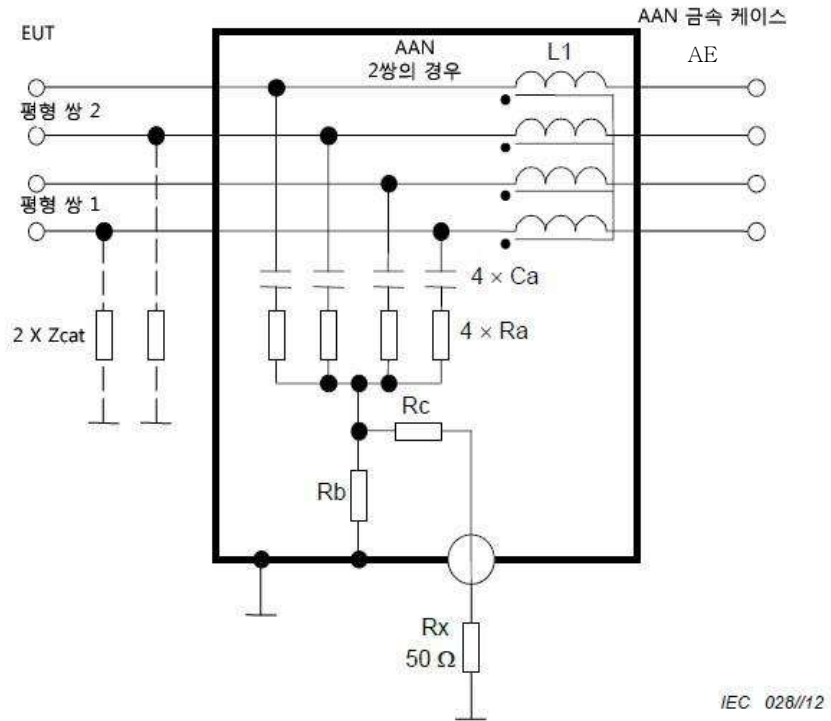 AAN 금속 케이스
EUT
AAN
2쌍의 경우
L1
AE
평형 쌍 2
평형 쌍 1
4 × Ca
2 X Zcat
4 × Ra
Rc
Rb
Rx
50 Ω
IEC 028//12